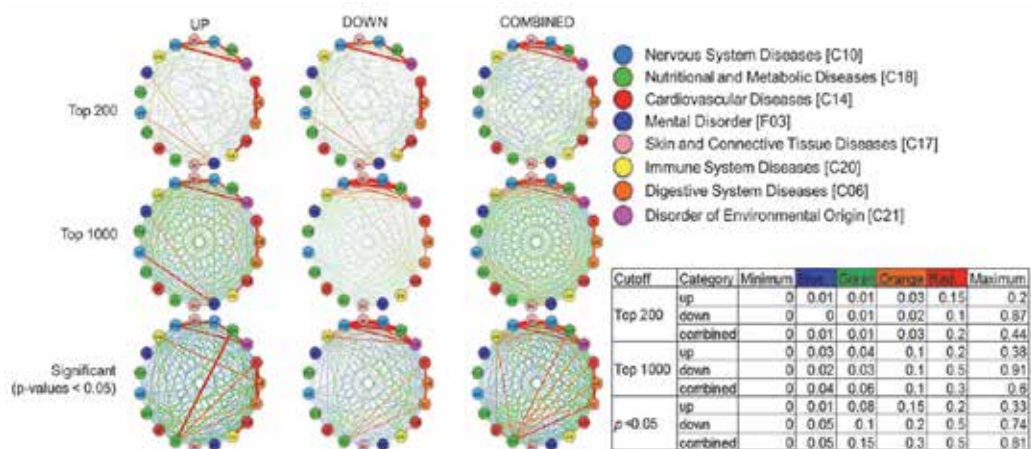 UP
DOWN
COMBINED
Top 200
Top 1000
Significant
(p-values < 0.05)
Nervous System Diseases [C10]
Nutritional and Metabolic Diseases [C18]
Cardiovascular Diseases [C14]
Mental Disorder [F03]
Skin and Connective Tissue Diseases [C17]
Immune System Diseases [C20]
Digestive System Diseases [C06]
Disorder of Environmental Origin [C21]
Cutoff Category Minimum Green Orange Red Maximum
Top 200 up 0 0.01 0.01 0.03 0.15 0.2
down 0 0 0.01 0.02 0.1 0.87
combined 0 0.01 0.01 0.03 0.2 0.44
Top 1000 up 0 0.03 0.04 0.1 0.2 0.38
down 0 0.02 0.03 0.1 0.5 0.91
combined 0 0.04 0.06 0.1 0.3 0.6
p <0.05 up 0 0.01 0.08 0.15 0.2 0.33
down 0 0.05 0.1 0.2 0.5 0.74
combined 0 0.05 0.15 0.3 0.5 0.81